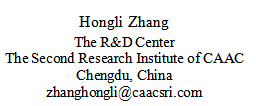 Hongli Zhang
The R&D Center
The Second Research Institute of CAAC
Chengdu, China
zhanghongli@caacsri.com